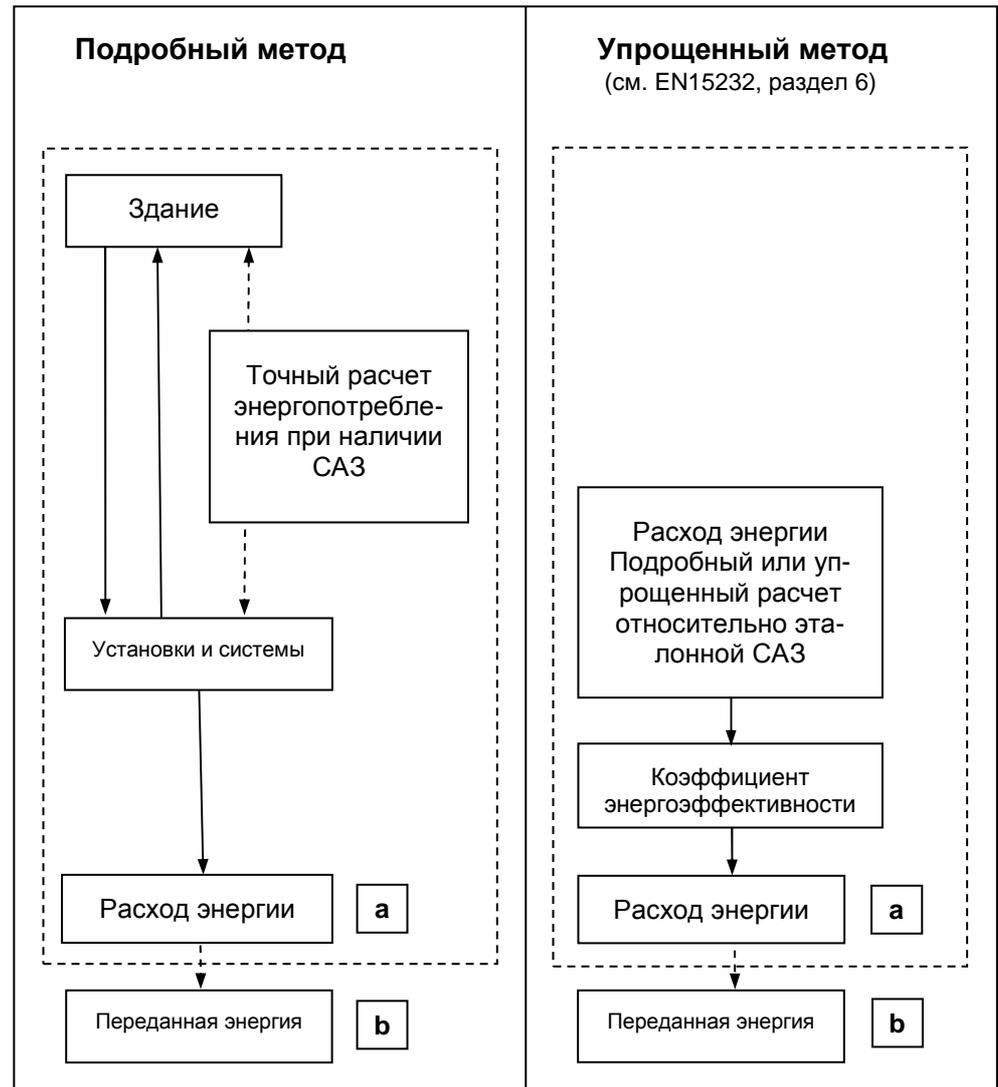 Подробный метод
Здание
Точный расчет
энергопотребле-
ния при наличии
САЗ
Установки и системы
Расход энергии
a
Переданная энергия
b
Упрощенный метод
(см. EN15232, раздел 6)
Расход энергии
Подробный или уп-
рощенный расчет
относительно эта-
лонной САЗ
Коэффициент
энергоэффективности
Расход энергии
a
Переданная энергия
b